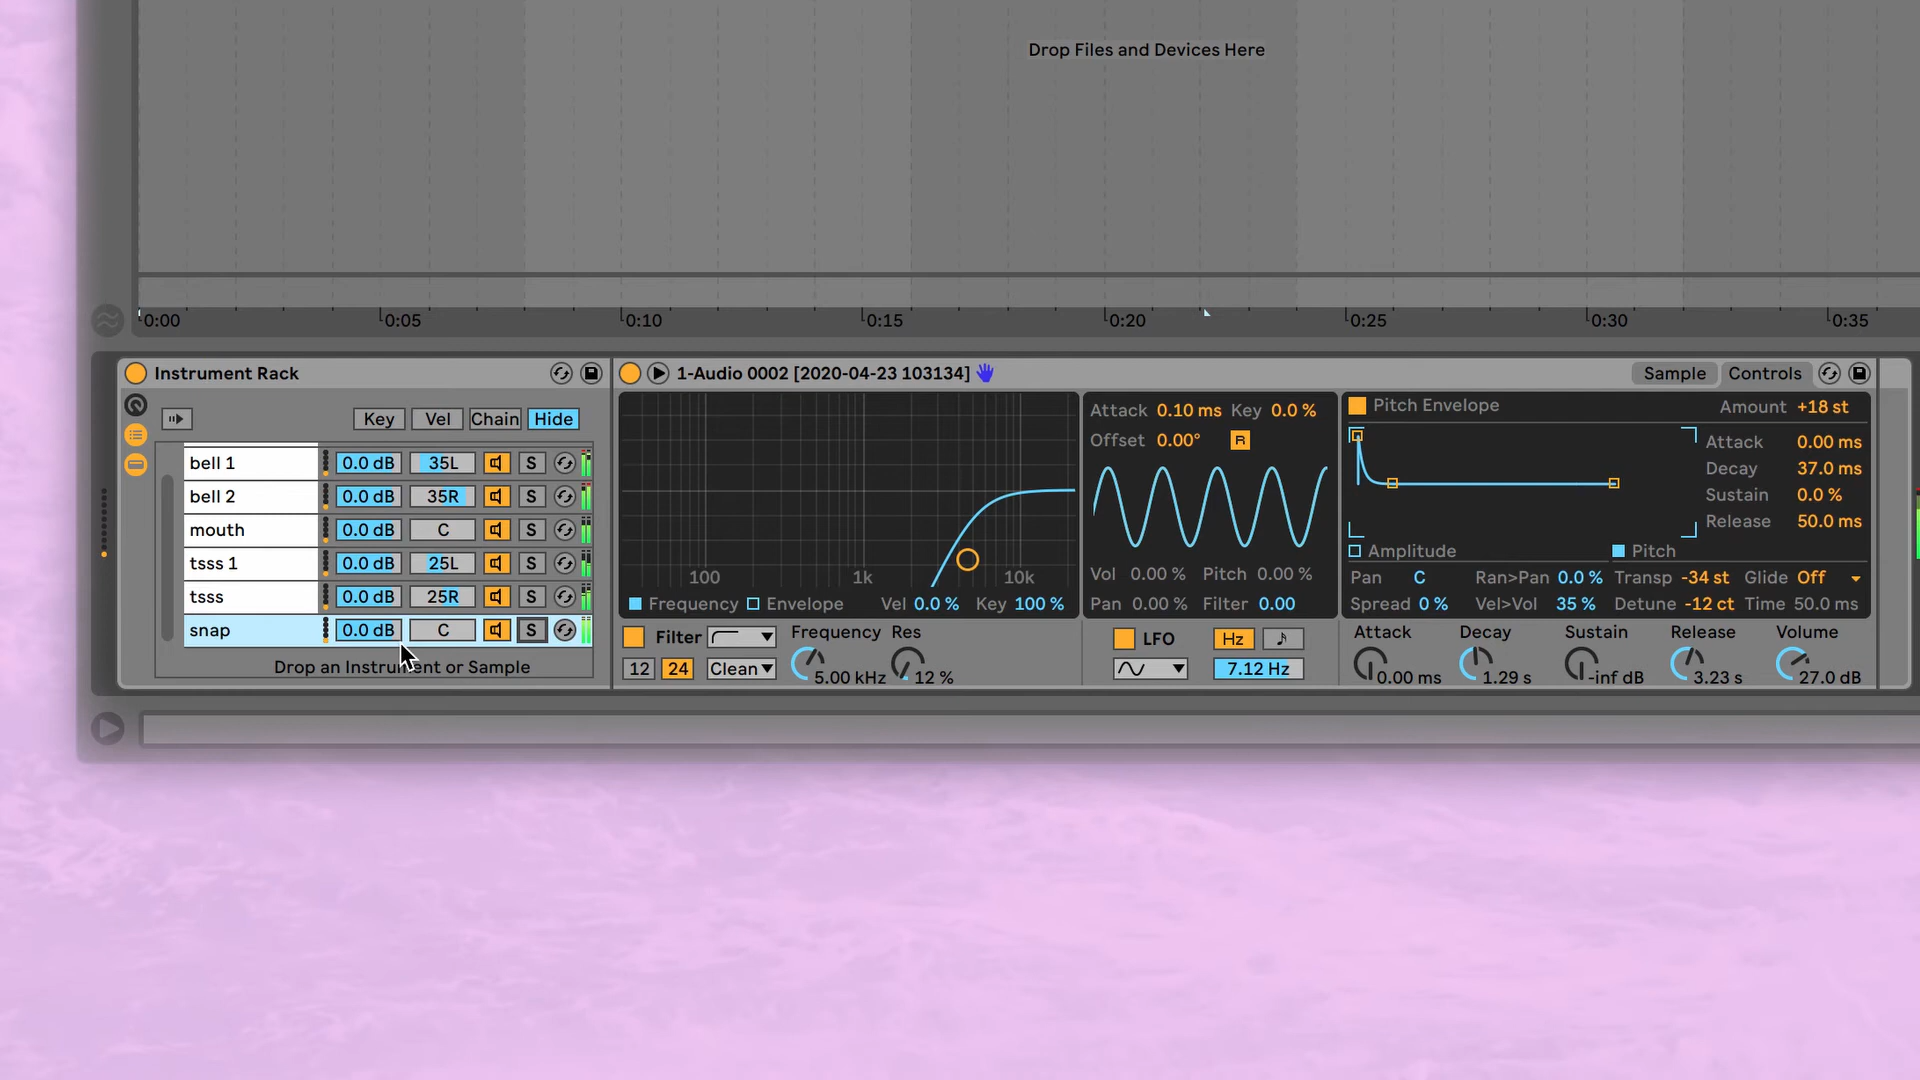 Drop Files and Devices Here
0:00 0:05 0:10 0:15 0:20 0:25 0:30 0:35
Instrument Rack
Key Vel Chain Hide
bell 1 0.0 dB 35L S
bell 2 0.0 dB 35R S
mouth 0.0 dB C S
tsss 1 0.0 dB 25L S
tsss 0.0 dB 25R S
snap 0.0 dB C S
Drop an Instrument or Sample
1-Audio 0002 [2020-04-23 103134]
Sample Controls
100 1k 10k
Frequency Envelope Vel 0.0 % Key 100 %
Filter Frequency Res
12 24 Clean 5.00 kHz 12 %
Attack 0.10 ms Key 0.0 %
Offset 0.00° R
Vol 0.00 % Pitch 0.00 %
Pan 0.00 % Filter 0.00
LFO Hz
7.12 Hz
Pitch Envelope Amount +18 st
Attack 0.00 ms
Decay 37.0 ms
Sustain 0.0 %
Release 50.0 ms
Amplitude Pitch
Pan C Ran>Pan 0.0 % Transp -34 st Glide Off
Spread 0 % Vel>Vol 35 % Detune -12 ct Time 50.0 ms
Attack Decay Sustain Release Volume
0.00 ms 1.29 s -inf dB 3.23 s 27.0 dB